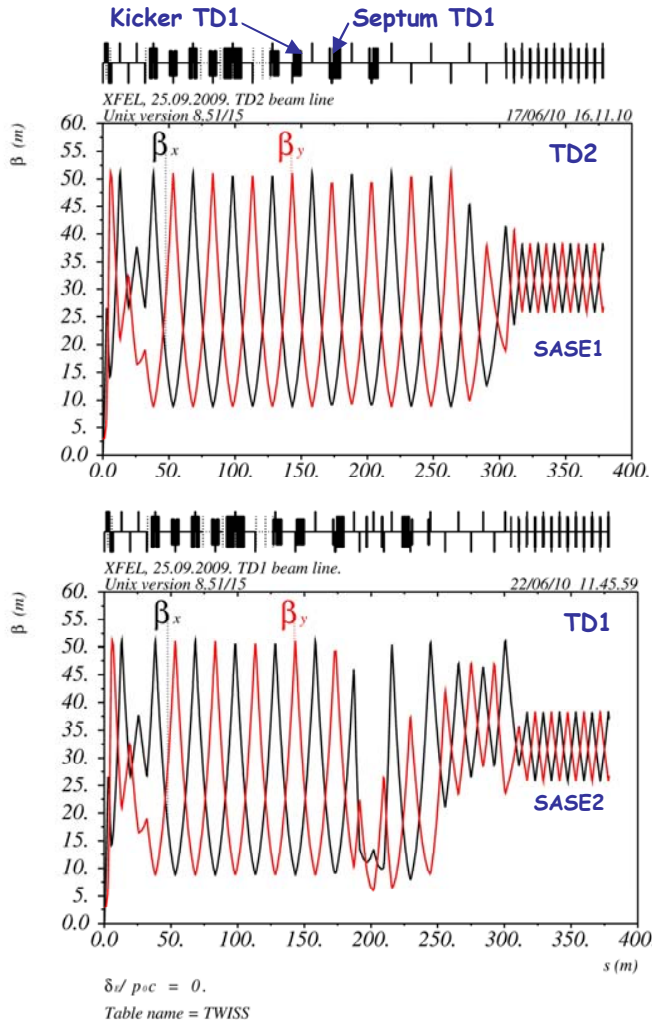 Kicker TD1 Septum TD1
XFEL, 25.09.2009. TD2 beam line
Unix version 8.51/15 17/06/10 16.11.10
β (m)
60.
55.
50.
45.
40.
35.
30.
25.
20.
15.
10.
5.
0.0
βx βy
TD2
SASE1
0.0 50. 100. 150. 200. 250. 300. 350. 400.
XFEL, 25.09.2009. TD1 beam line.
Unix version 8.51/15 22/06/10 11.45.59
β (m)
60.
55.
50.
45.
40.
35.
30.
25.
20.
15.
10.
5.
0.0
βx βy
TD1
SASE2
0.0 50. 100. 150. 200. 250. 300. 350. 400
s (m)
δE/ p0c = 0.
Table name = TWISS